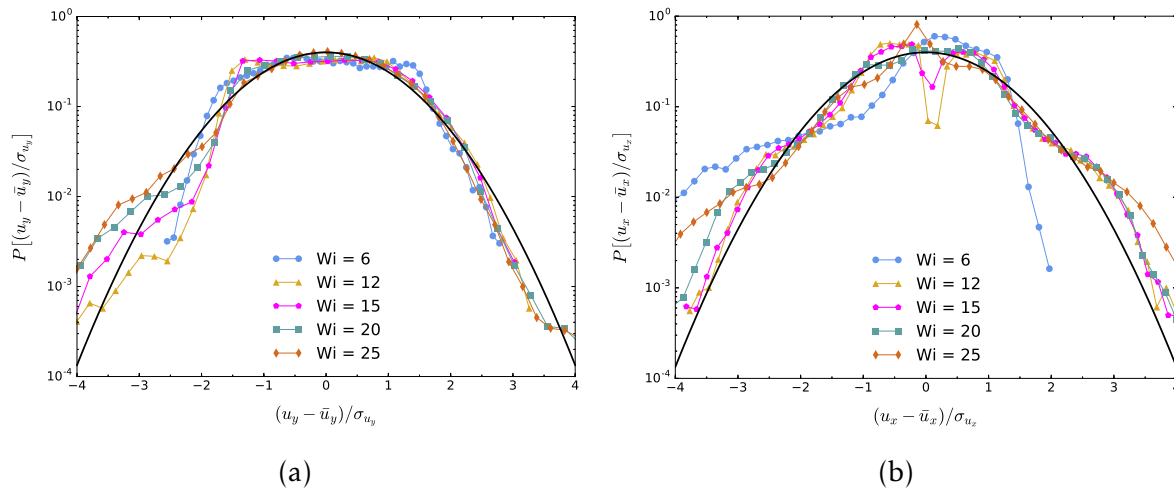 10^0
10^-1
10^-2
10^-3
10^-4
P[(u_y − ū_y)/σ_{u_y}]
Wi = 6
Wi = 12
Wi = 15
Wi = 20
Wi = 25
−4 −3 −2 −1 0 1 2 3 4
(u_y − ū_y)/σ_{u_y}
(a)
10^0
10^-1
10^-2
10^-3
10^-4
P[(u_x − ū_x)/σ_{u_x}]
Wi = 6
Wi = 12
Wi = 15
Wi = 20
Wi = 25
−4 −3 −2 −1 0 1 2 3 4
(u_x − ū_x)/σ_{u_x}
(b)